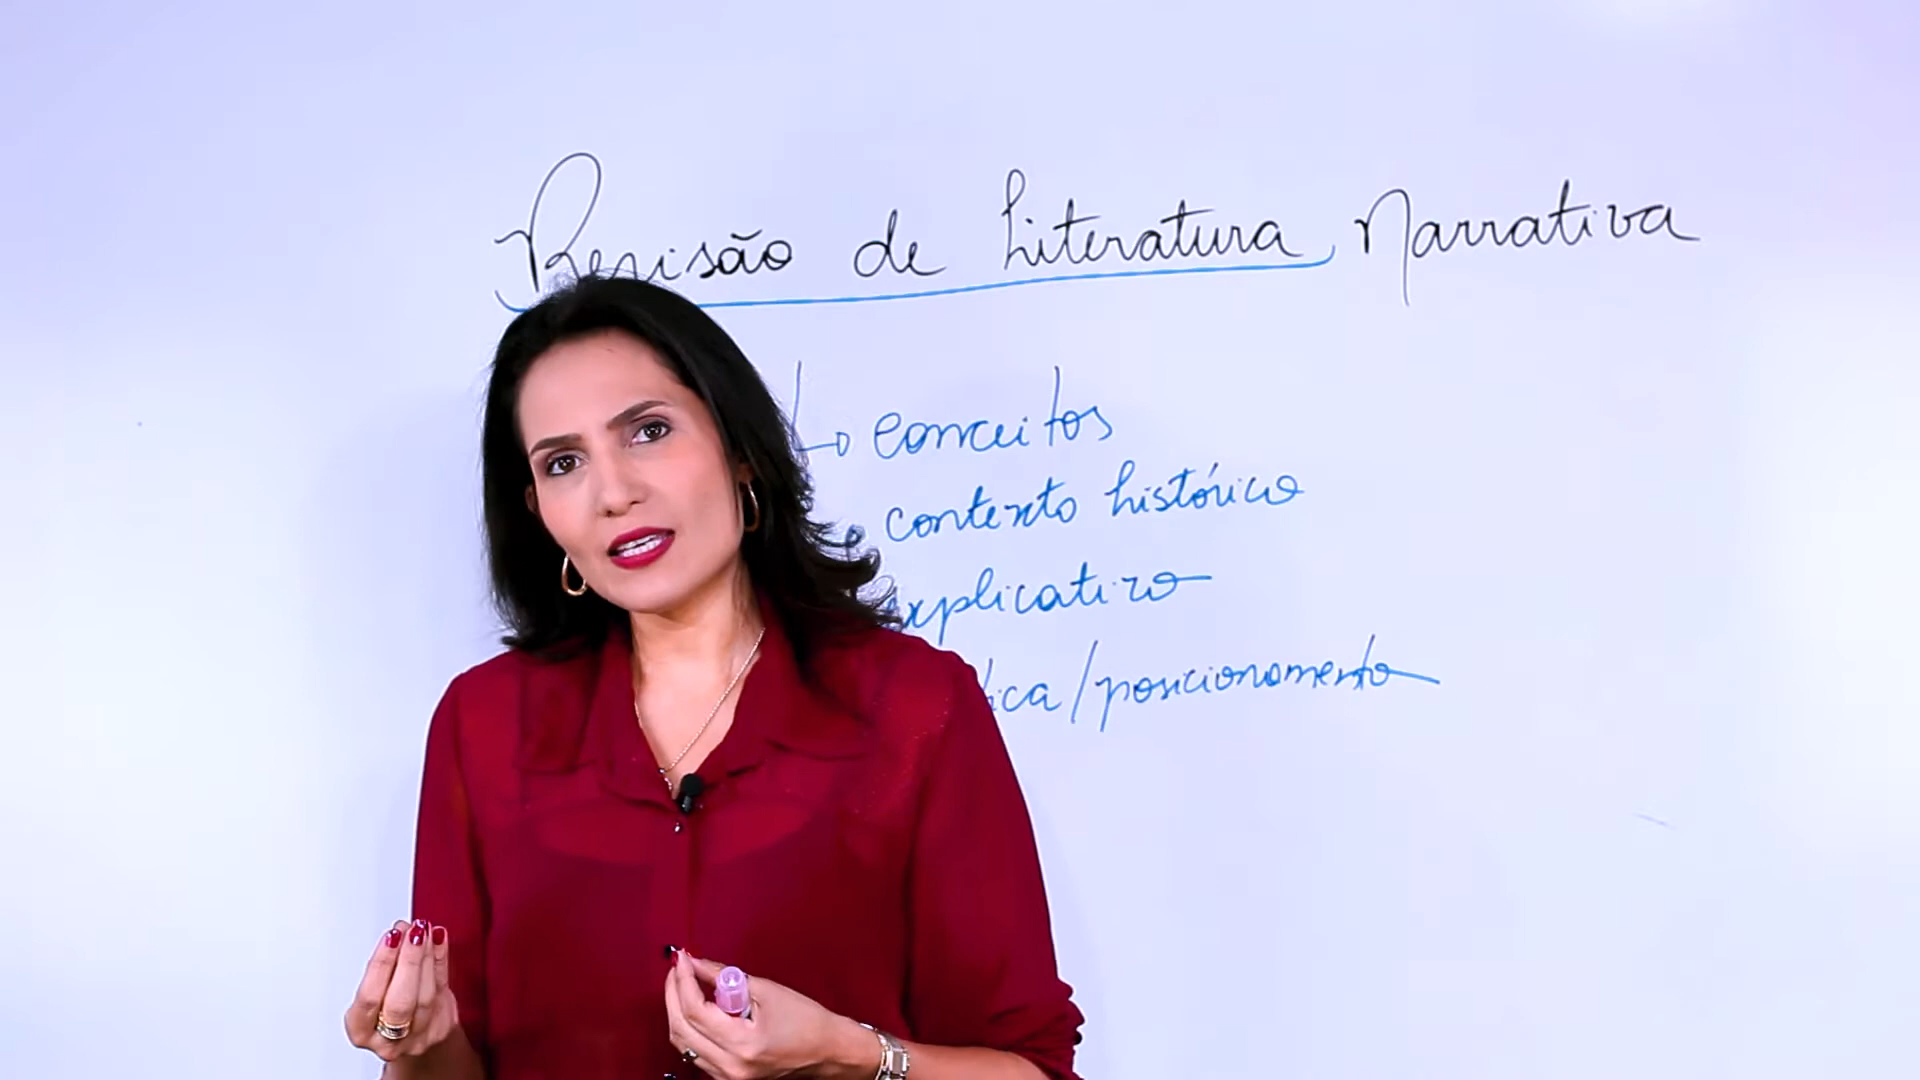 Revisão de Literatura Narrativa
conceitos
contexto histórico
explicativo
/posicionamento